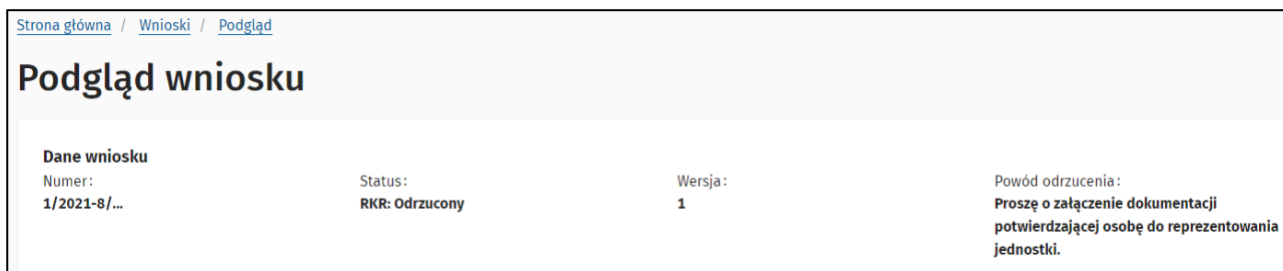 Strona główna / Wnioski / Podgląd
Podgląd wniosku
Dane wniosku
Numer: Status: Wersja: Powód odrzucenia:
1/2021-8/... RKR: Odrzucony 1 Proszę o załączenie dokumentacji
potwierdzającej osobę do reprezentowania
jednostki.